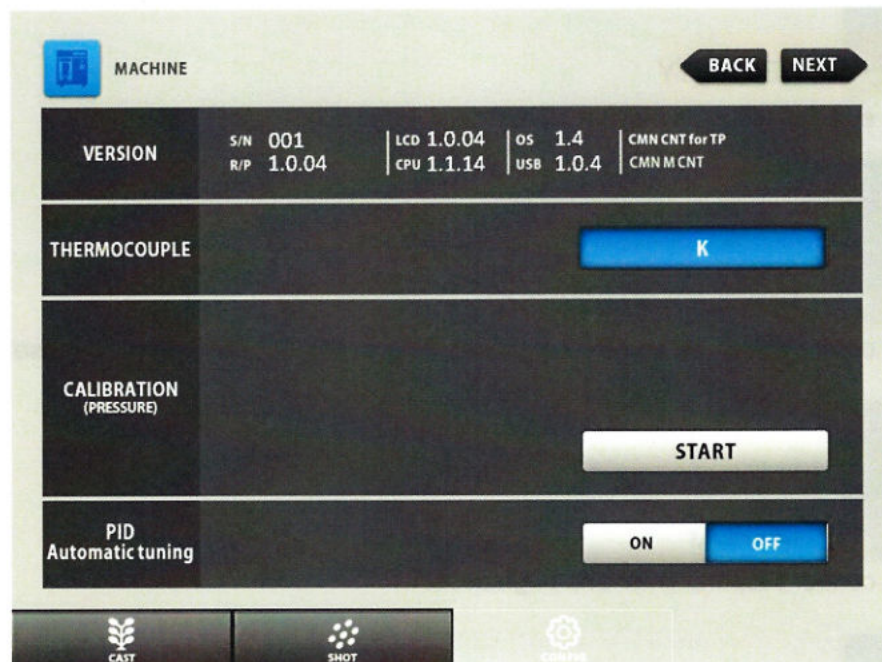 MACHINE
BACK
NEXT
VERSION
S/N 001
R/P 1.0.04
LCD 1.0.04
CPU 1.1.14
OS 1.4
USB 1.0.4
CMN CNT for TP
CMN M CNT
THERMOCOUPLE
K
CALIBRATION
(PRESSURE)
START
PID
Automatic tuning
ON
OFF
CAST
SHOT
CONFIG